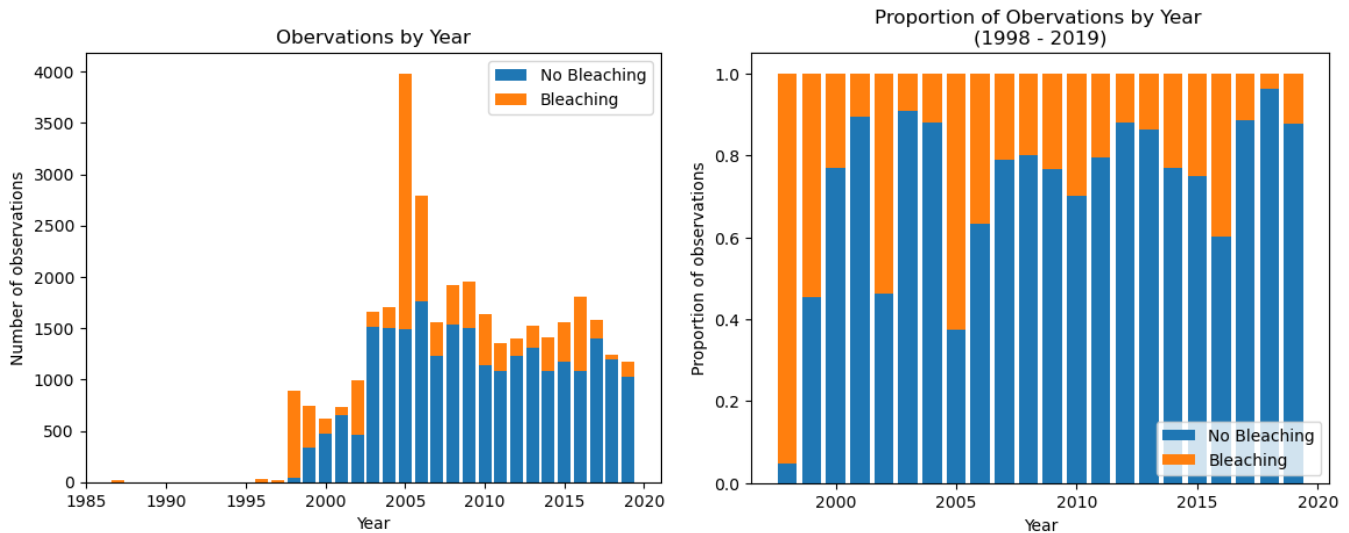 Obervations by Year
Number of observations
4000
3500
3000
2500
2000
1500
1000
500
0
No Bleaching
Bleaching
1985
1990
1995
2000
2005
2010
2015
2020
Year
Proportion of Obervations by Year
(1998 - 2019)
Proportion of observations
1.0
0.8
0.6
0.4
0.2
0.0
No Bleaching
Bleaching
2000
2005
2010
2015
2020
Year